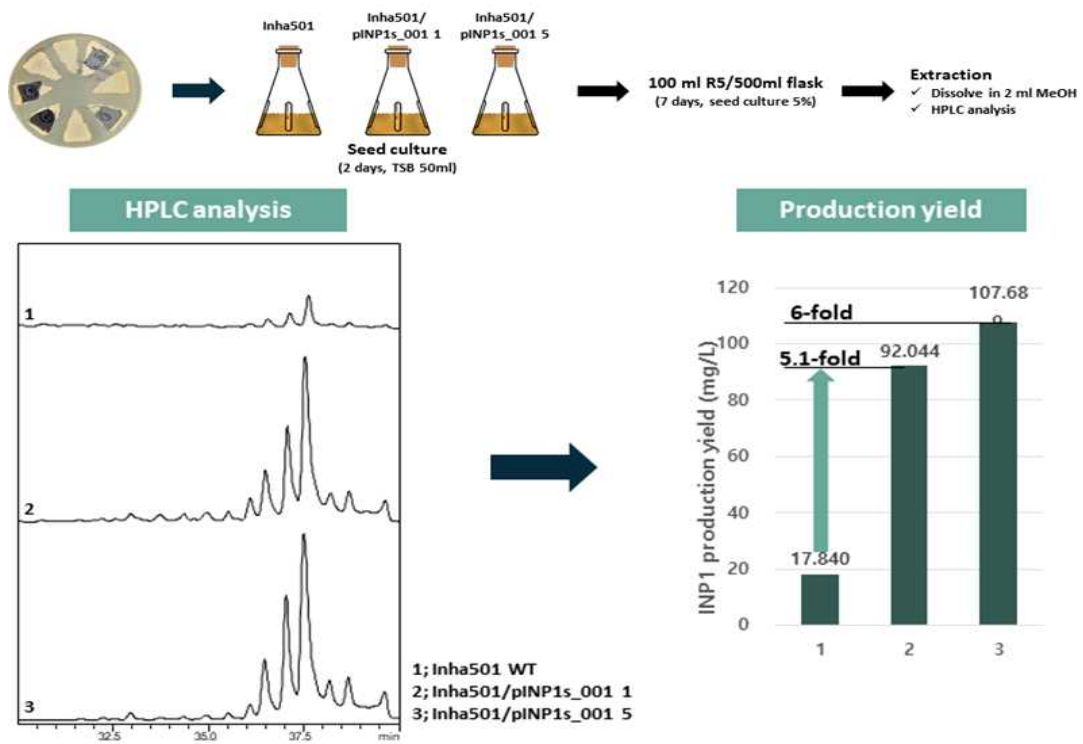 Inha501
Inha501/
pINP1s_001 1
Inha501/
pINP1s_001 5
Seed culture
(2 days, TSB 50ml)
100 ml R5/500ml flask
(7 days, seed culture 5%)
Extraction
✓ Dissolve in 2 ml MeOH
✓ HPLC analysis
HPLC analysis
1
2
3
32.5
35.0
37.5
min
1; Inha501 WT
2; Inha501/pINP1s_001 1
3; Inha501/pINP1s_001 5
Production yield
INP1 production yield (mg/L)
120
100
80
60
40
20
0
6-fold
5.1-fold
17.840
92.044
107.68
9
1
2
3